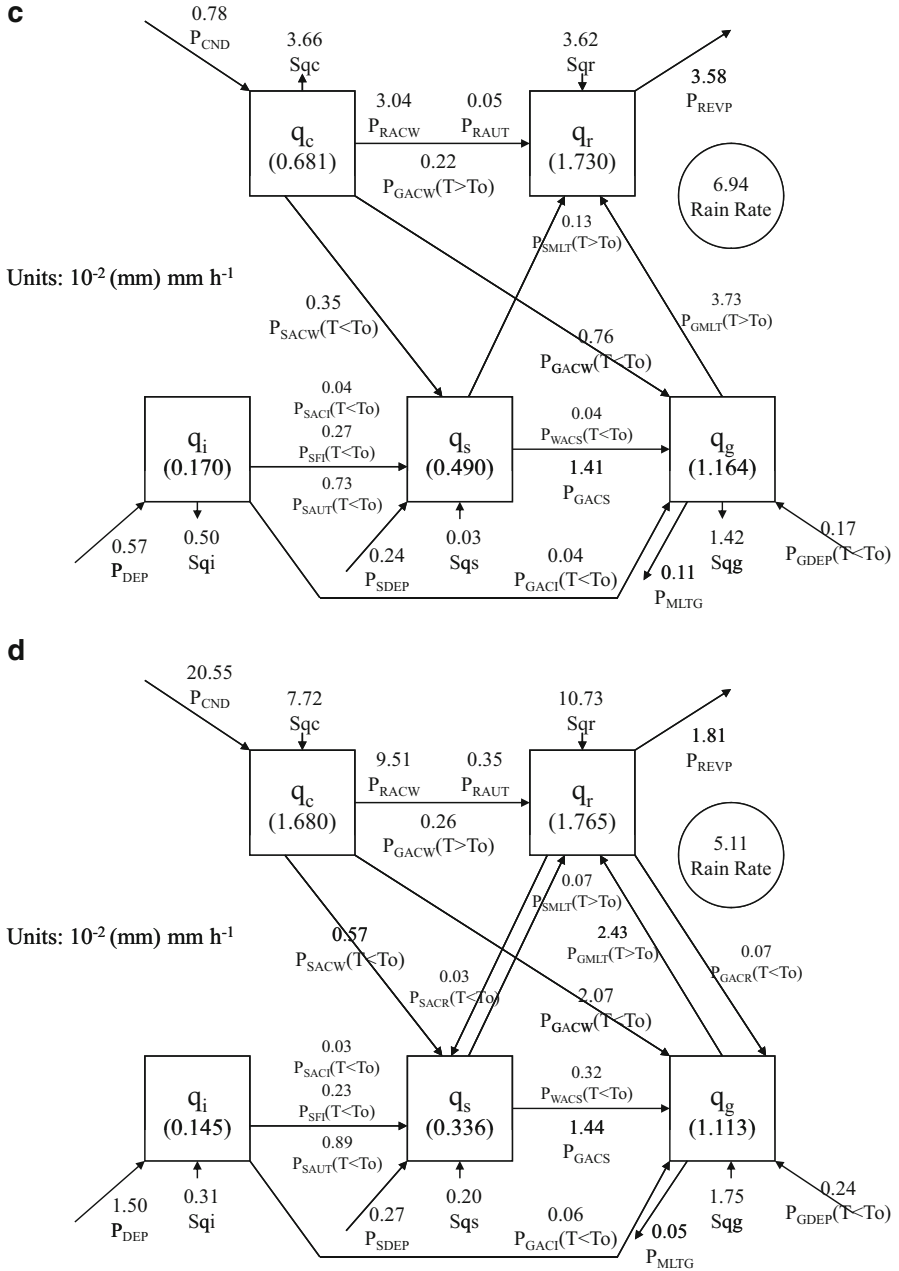 c
0.78
P_CND
3.66
Sqc
3.62
Sqr
3.58
P_REVP
q_c
(0.681)
3.04
P_RACW
0.05
P_RAUT
0.22
P_GACW(T>To)
q_r
(1.730)
6.94
Rain Rate
0.13
P_SMLT(T>To)
Units: 10^-2 (mm) mm h^-1
0.35
P_SACW(T<To)
3.73
P_GMLT(T>To)
0.76
P_GACW(T<To)
q_i
(0.170)
0.04
P_SACI(T<To)
0.27
P_SFI(T<To)
0.73
P_SAUT(T<To)
q_s
(0.490)
0.04
P_WACS(T<To)
1.41
P_GACS
q_g
(1.164)
0.57
P_DEP
0.50
Sqi
0.24
P_SDEP
0.03
Sqs
0.04
P_GACI(T<To)
0.11
P_MLTG
1.42
Sqg
0.17
P_GDEP(T<To)
d
20.55
P_CND
7.72
Sqc
10.73
Sqr
1.81
P_REVP
q_c
(1.680)
9.51
P_RACW
0.35
P_RAUT
0.26
P_GACW(T>To)
q_r
(1.765)
5.11
Rain Rate
0.07
P_SMLT(T>To)
Units: 10^-2 (mm) mm h^-1
0.57
P_SACW(T<To)
0.03
P_SACR(T<To)
2.43
P_GMLT(T>To)
0.07
P_GACR(T<To)
2.07
P_GACW(T<To)
q_i
(0.145)
0.03
P_SACI(T<To)
0.23
P_SFI(T<To)
0.89
P_SAUT(T<To)
q_s
(0.336)
0.32
P_WACS(T<To)
1.44
P_GACS
q_g
(1.113)
1.50
P_DEP
0.31
Sqi
0.27
P_SDEP
0.20
Sqs
0.06
P_GACI(T<To)
0.05
P_MLTG
1.75
Sqg
0.24
P_GDEP(T<To)